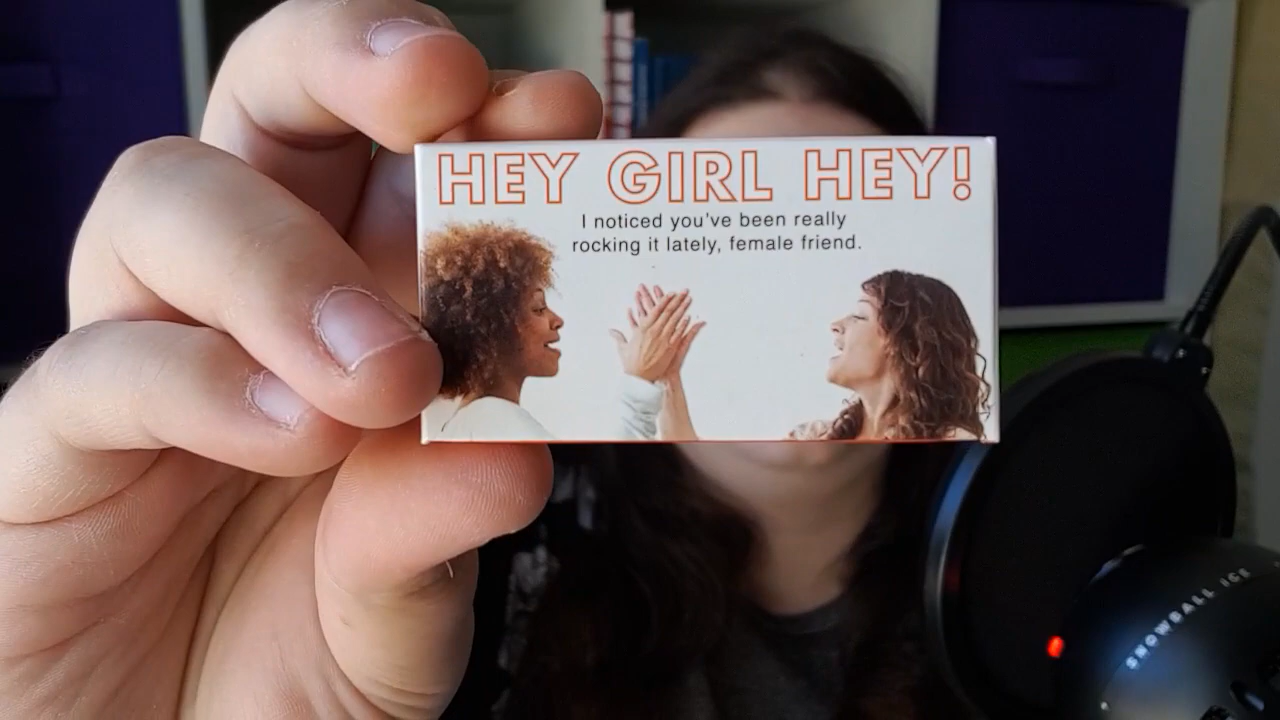 HEY GIRL HEY!
I noticed you've been really
rocking it lately, female friend.
SNOWBALL ICE